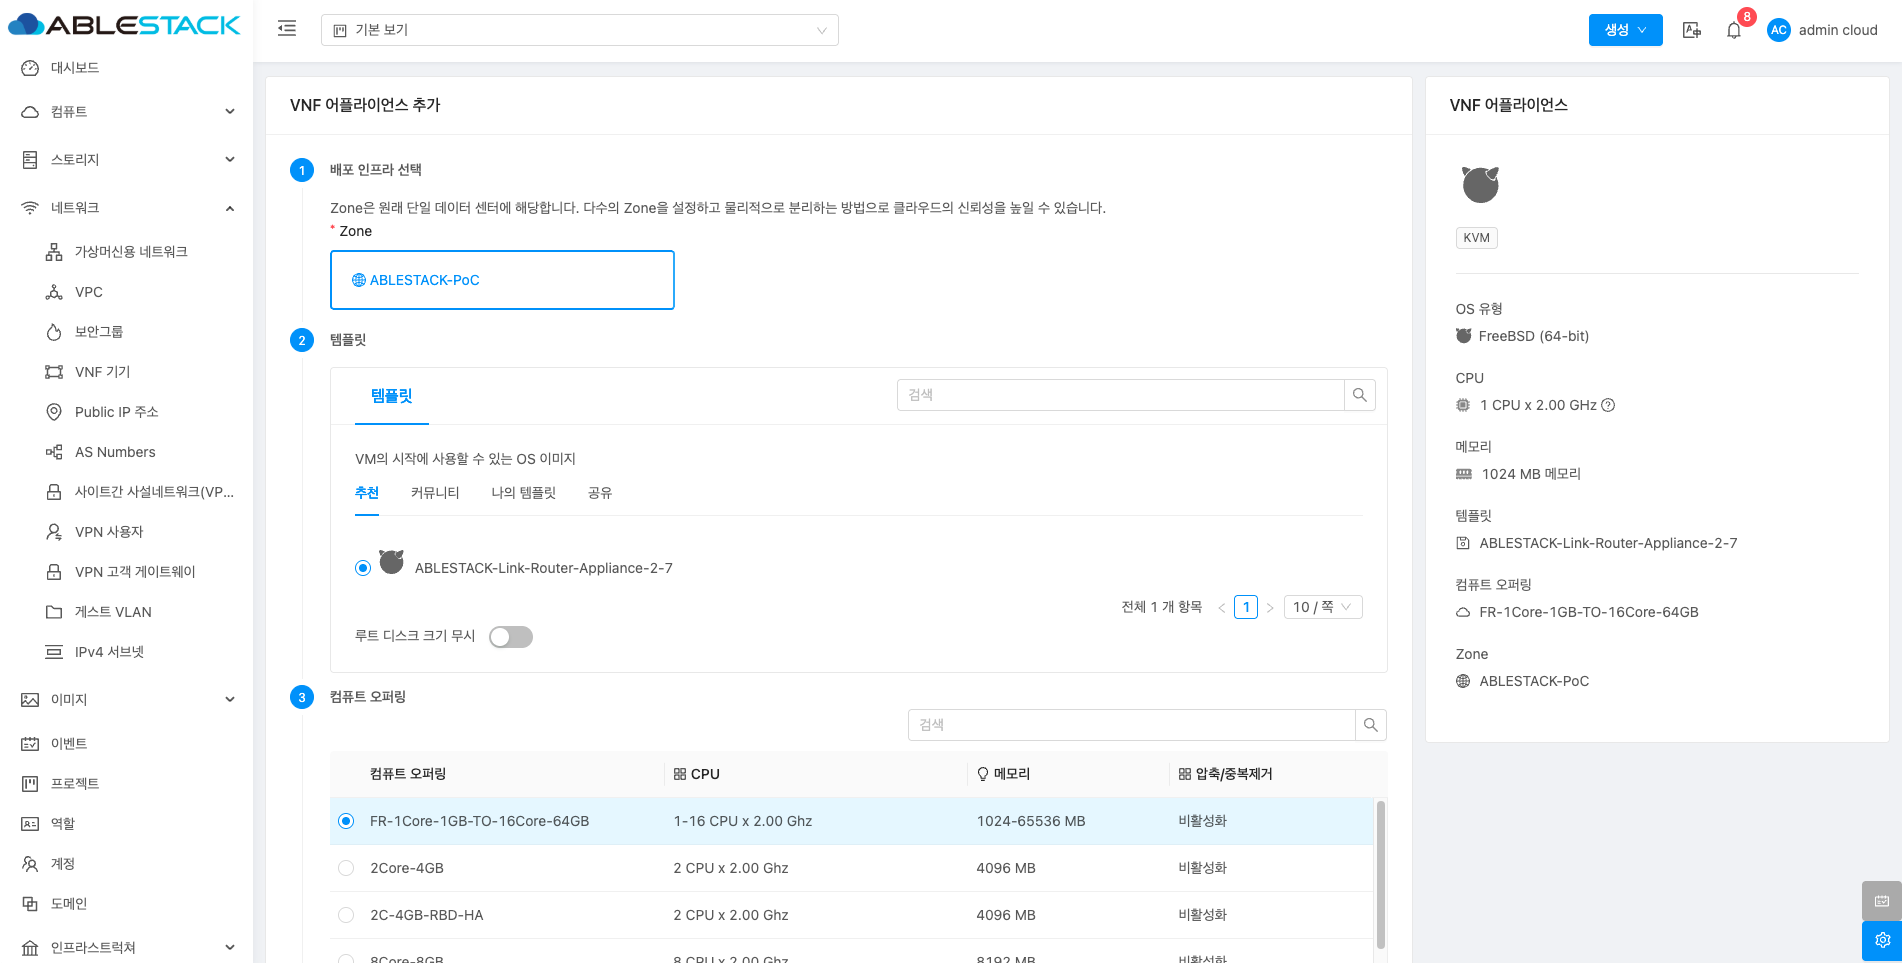 ABLESTACK
기본 보기
생성
8
AC
admin cloud
대시보드
컴퓨트
스토리지
네트워크
가상머신용 네트워크
VPC
보안그룹
VNF 기기
Public IP 주소
AS Numbers
사이트간 사설네트워크(VP...
VPN 사용자
VPN 고객 게이트웨이
게스트 VLAN
IPv4 서브넷
이미지
이벤트
프로젝트
역할
계정
도메인
인프라스트럭쳐
VNF 어플라이언스 추가
1 배포 인프라 선택
Zone은 원래 단일 데이터 센터에 해당합니다. 다수의 Zone을 설정하고 물리적으로 분리하는 방법으로 클라우드의 신뢰성을 높일 수 있습니다.
* Zone
ABLESTACK-PoC
2 템플릿
템플릿
검색
VM의 시작에 사용할 수 있는 OS 이미지
추천 커뮤니티 나의 템플릿 공유
ABLESTACK-Link-Router-Appliance-2-7
전체 1 개 항목 < 1 > 10 / 쪽
루트 디스크 크기 무시
3 컴퓨트 오퍼링
검색
컴퓨트 오퍼링 CPU 메모리 압축/중복제거
FR-1Core-1GB-TO-16Core-64GB 1-16 CPU x 2.00 Ghz 1024-65536 MB 비활성화
2Core-4GB 2 CPU x 2.00 Ghz 4096 MB 비활성화
2C-4GB-RBD-HA 2 CPU x 2.00 Ghz 4096 MB 비활성화
8Core-8GB 8 CPU x 2.00 Ghz 8192 MB 비활성화
VNF 어플라이언스
KVM
OS 유형
FreeBSD (64-bit)
CPU
1 CPU x 2.00 GHz
메모리
1024 MB 메모리
템플릿
ABLESTACK-Link-Router-Appliance-2-7
컴퓨트 오퍼링
FR-1Core-1GB-TO-16Core-64GB
Zone
ABLESTACK-PoC